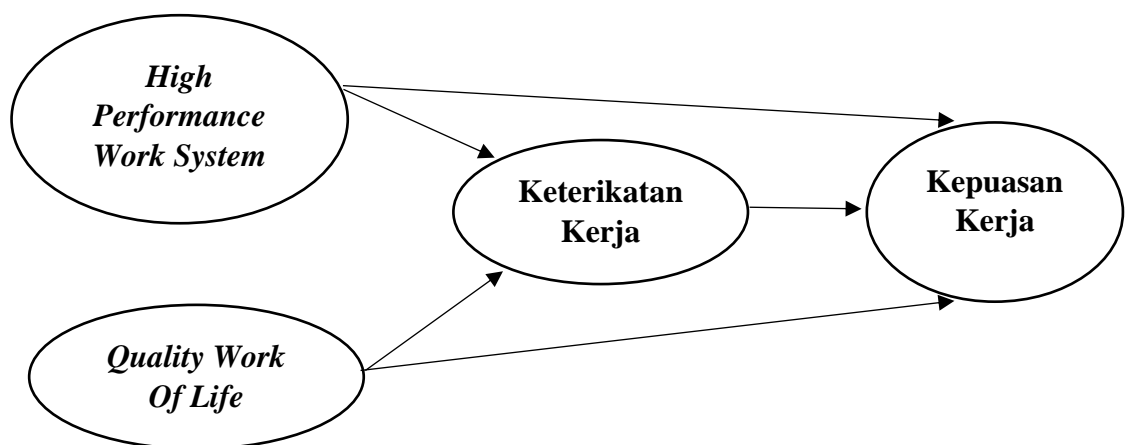 High
Performance
Work System
Keterikatan
Kerja
Kepuasan
Kerja
Quality Work
Of Life